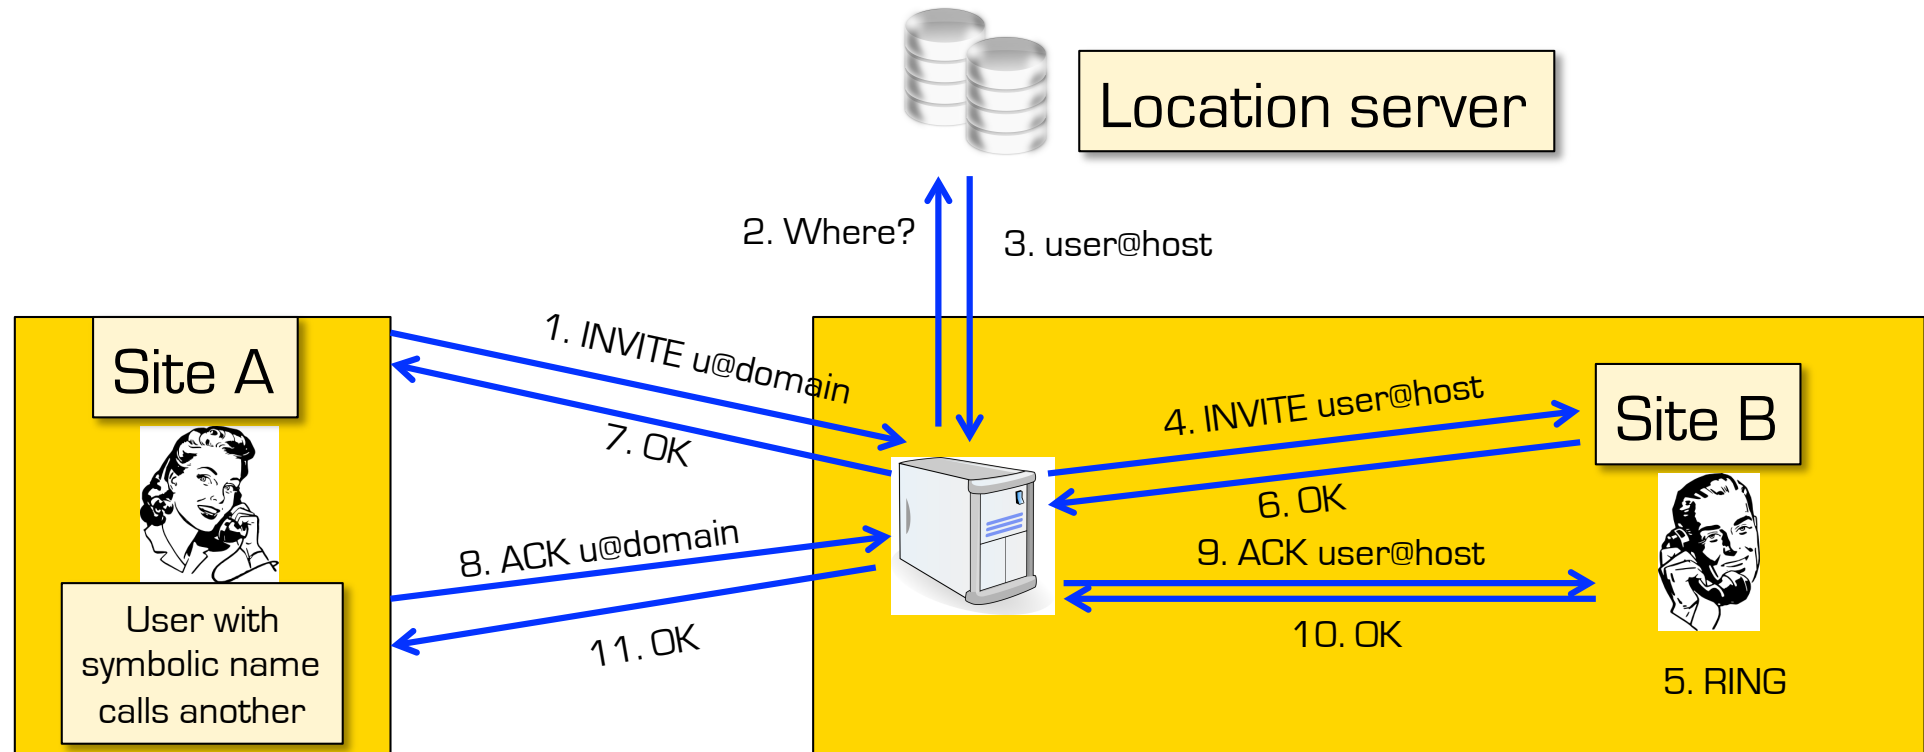 Location server
2. Where?
3. user@host
Site A
1. INVITE u@domain
7. OK
4. INVITE user@host
Site B
6. OK
8. ACK u@domain
9. ACK user@host
User with
symbolic name
calls another
11. OK
10. OK
5. RING